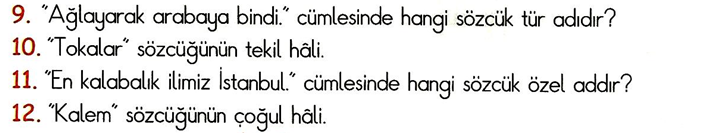 9. "Ağlayarak arabaya bindi." cümlesinde hangi sözcük tür adıdır?
10. "Tokalar" sözcüğünün tekil hâli.
11. "En kalabalık ilimiz İstanbul." cümlesinde hangi sözcük özel addır?
12. "Kalem" sözcüğünün çoğul hâli.